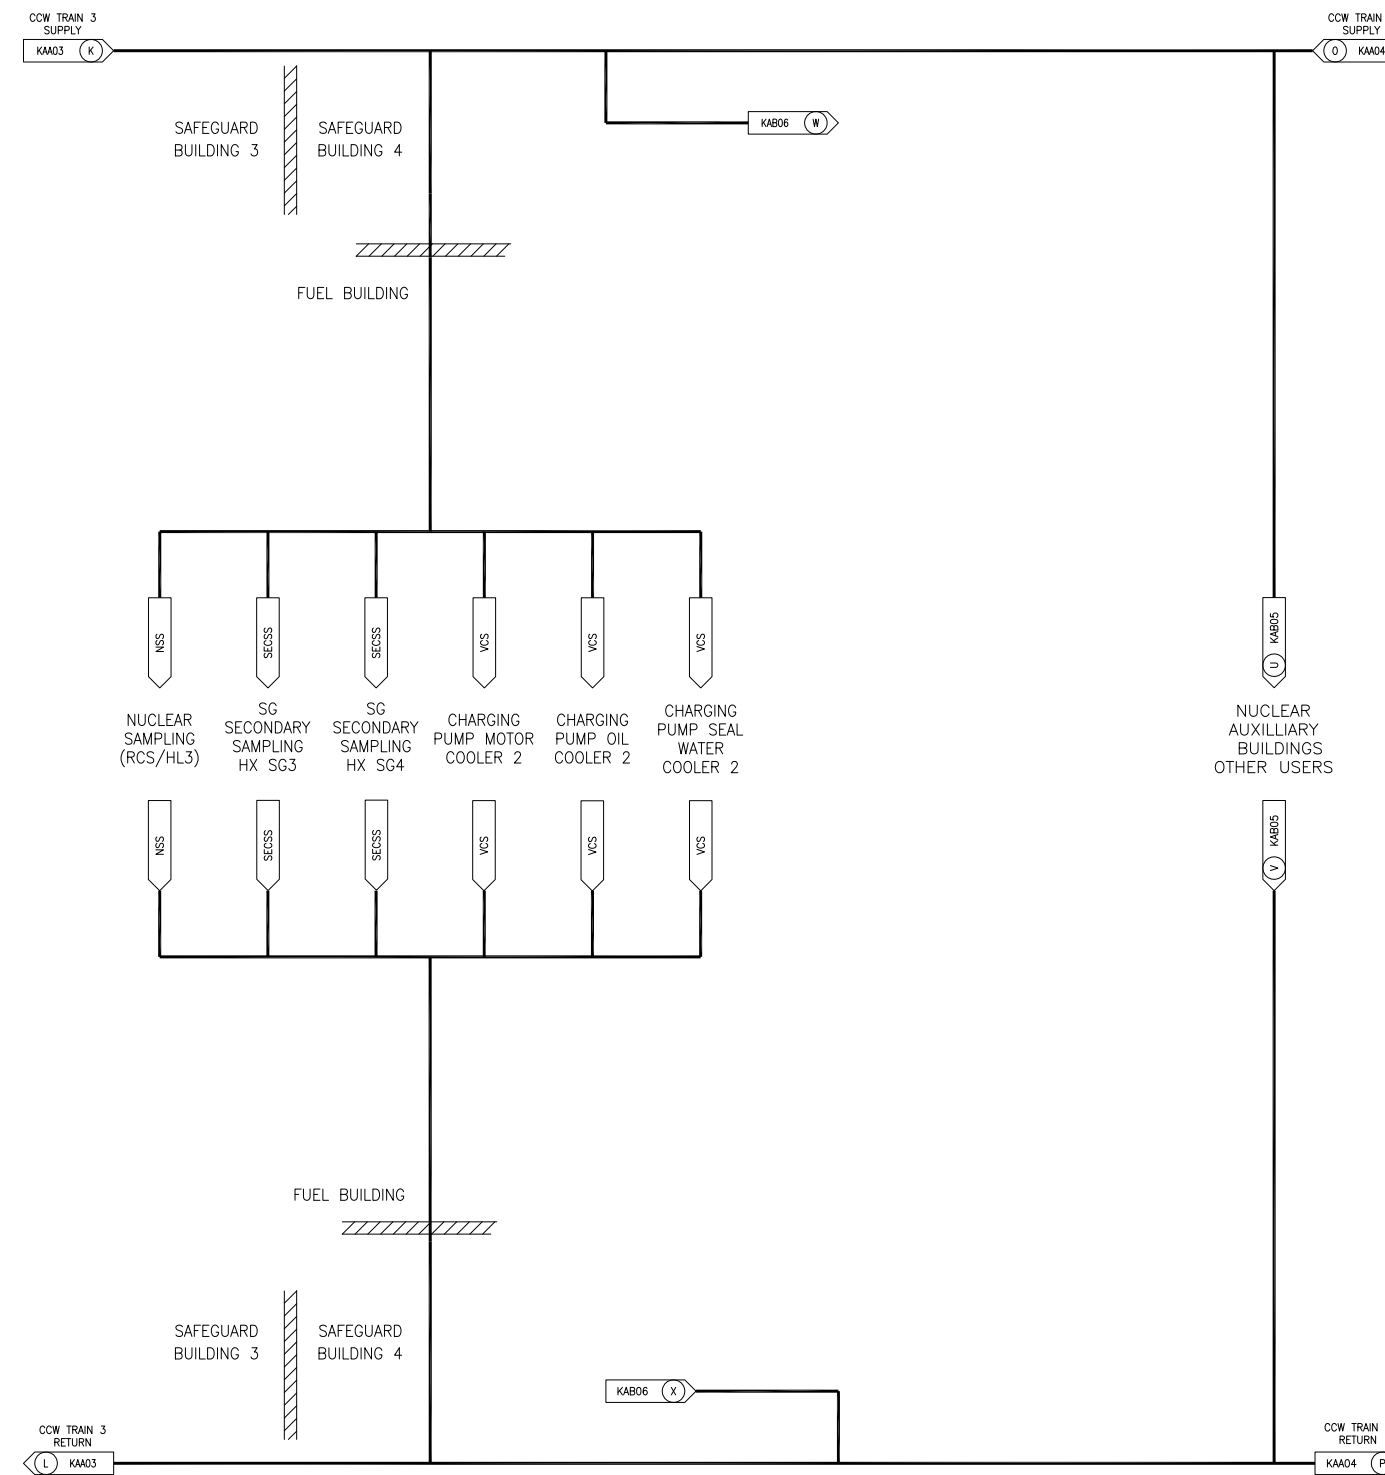 CCW TRAIN 3
SUPPLY
KAA03 K
CCW TRAIN
SUPPLY
O KAA04
KAB06 W
SAFEGUARD
BUILDING 3
SAFEGUARD
BUILDING 4
FUEL BUILDING
NSS
SECSS
SECSS
VCS
VCS
VCS
U KAB05
NUCLEAR
SAMPLING
(RCS/HL3)
SG
SECONDARY
SAMPLING
HX SG3
SG
SECONDARY
SAMPLING
HX SG4
CHARGING
PUMP MOTOR
COOLER 2
CHARGING
PUMP OIL
COOLER 2
CHARGING
PUMP SEAL
WATER
COOLER 2
NUCLEAR
AUXILLIARY
BUILDINGS
OTHER USERS
NSS
SECSS
SECSS
VCS
VCS
VCS
V KAB05
FUEL BUILDING
SAFEGUARD
BUILDING 3
SAFEGUARD
BUILDING 4
KAB06 X
CCW TRAIN 3
RETURN
L KAA03
CCW TRAIN
RETURN
KAA04 P